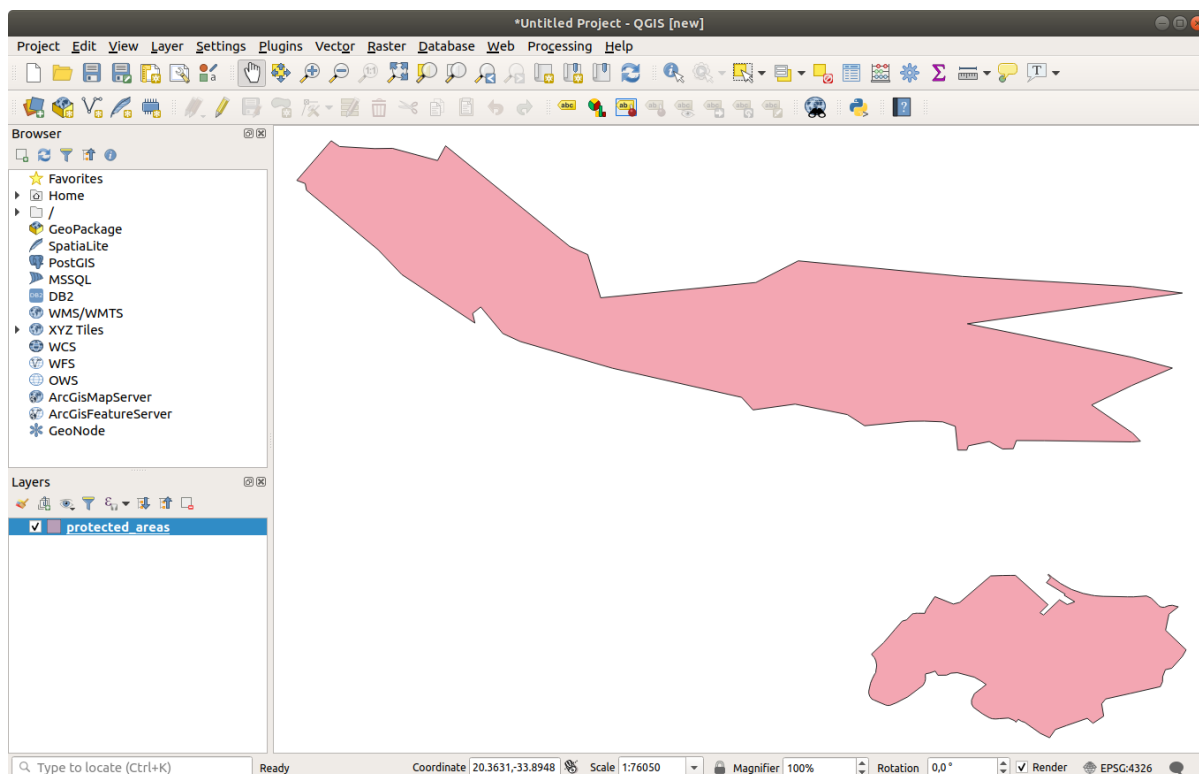 *Untitled Project - QGIS [new]
Project Edit View Layer Settings Plugins Vector Raster Database Web Processing Help
Browser
Favorites
Home
/
GeoPackage
SpatiaLite
PostGIS
MSSQL
DB2
WMS/WMTS
XYZ Tiles
WCS
WFS
OWS
ArcGisMapServer
ArcGisFeatureServer
GeoNode
Layers
protected_areas
Type to locate (Ctrl+K) Ready Coordinate 20.3631,-33.8948 Scale 1:76050 Magnifier 100% Rotation 0,0° Render EPSG:4326